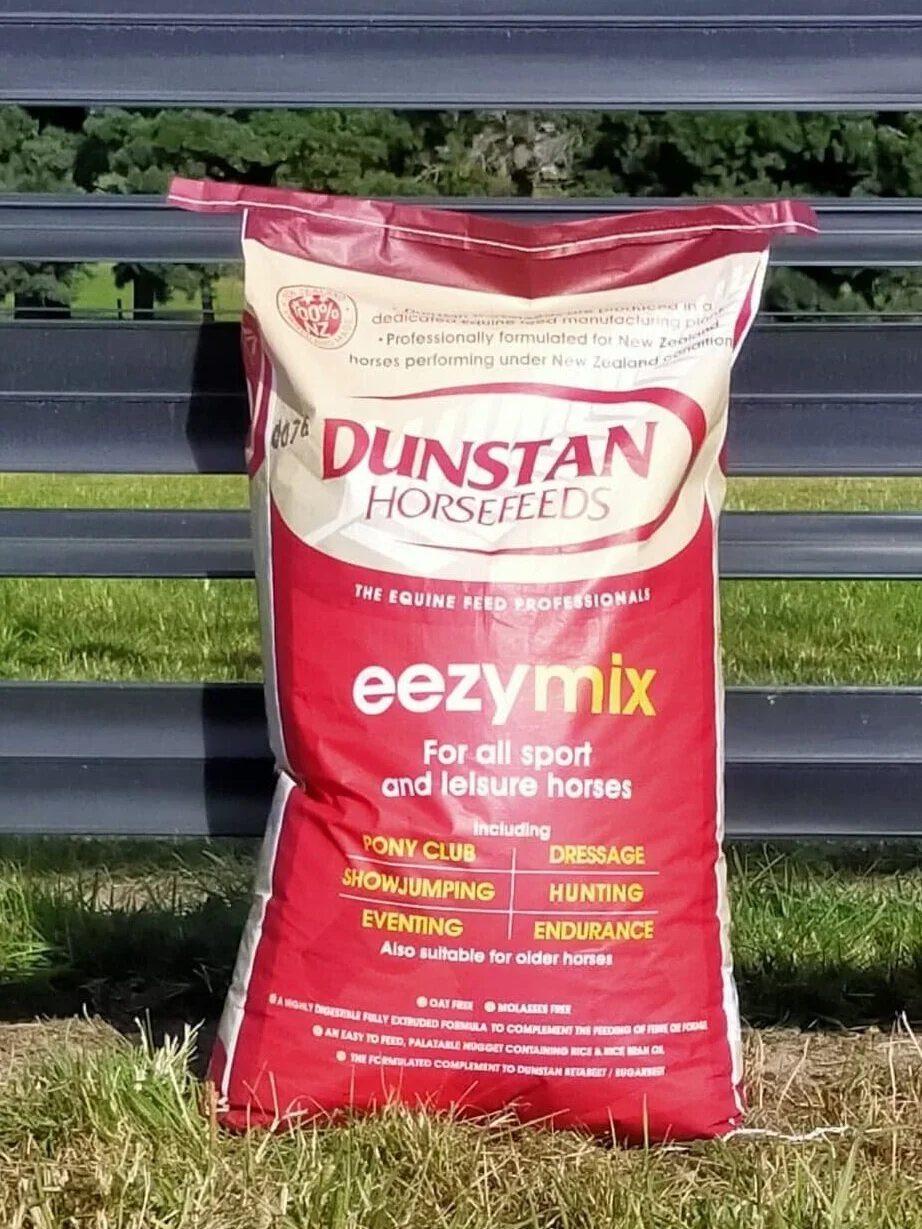 100%
NZ
produced in a
dedicated equine feed manufacturing plant
• Professionally formulated for New Zealand
horses performing under New Zealand condition
0076
DUNSTAN
HORSEFEEDS
THE EQUINE FEED PROFESSIONALS
eezymix
For all sport
and leisure horses
including
PONY CLUB DRESSAGE
SHOWJUMPING HUNTING
EVENTING ENDURANCE
Also suitable for older horses
OAT FREE MOLASSES FREE
A HIGHLY DIGESTIBLE FULLY EXTRUDED FORMULA TO COMPLEMENT THE FEEDING OF FIBRE OR FORAGE
AN EASY TO FEED, PALATABLE NUGGET CONTAINING RICE & RICE BRAN OIL
THE FORMULATED COMPLEMENT TO DUNSTAN BETABEET / SUGARBEET